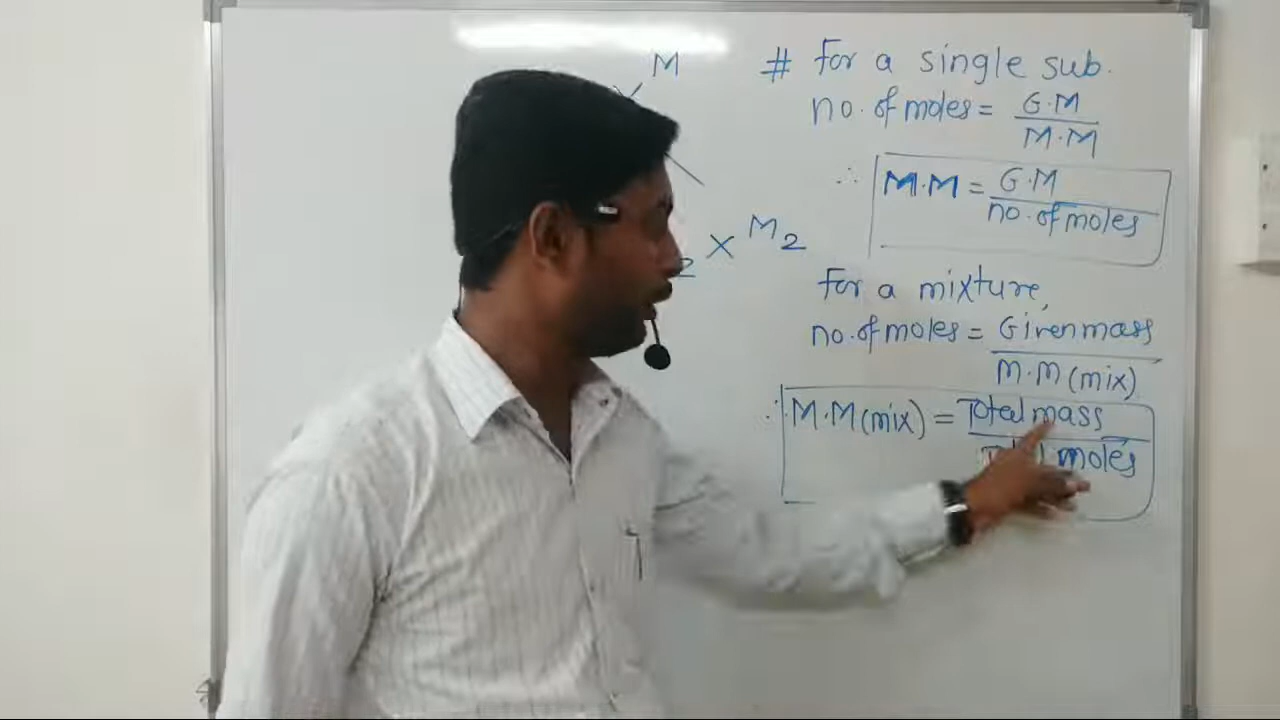 M
2 × M2
# for a single sub.
no. of moles = G.M / M.M
∴ M.M = G.M / no. of moles
for a mixture,
no. of moles = Given mass / M.M (mix)
∴ M.M (mix) = Total mass / moles